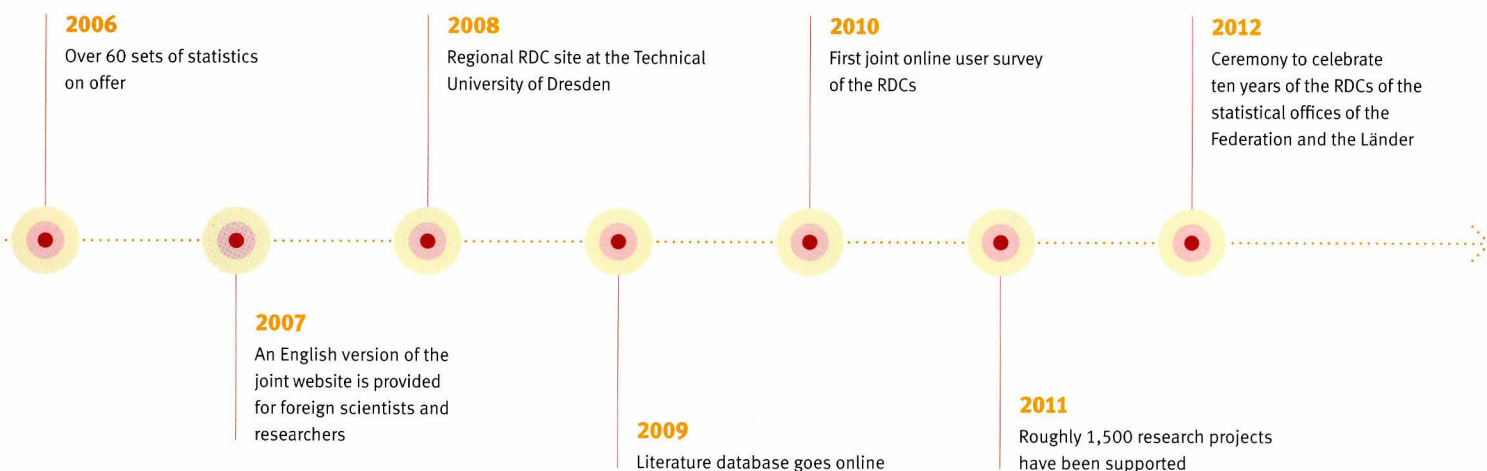 2006
Over 60 sets of statistics
on offer
2007
An English version of the
joint website is provided
for foreign scientists and
researchers
2008
Regional RDC site at the Technical
University of Dresden
2009
Literature database goes online
2010
First joint online user survey
of the RDCs
2011
Roughly 1,500 research projects
have been supported
2012
Ceremony to celebrate
ten years of the RDCs of the
statistical offices of the
Federation and the Länder